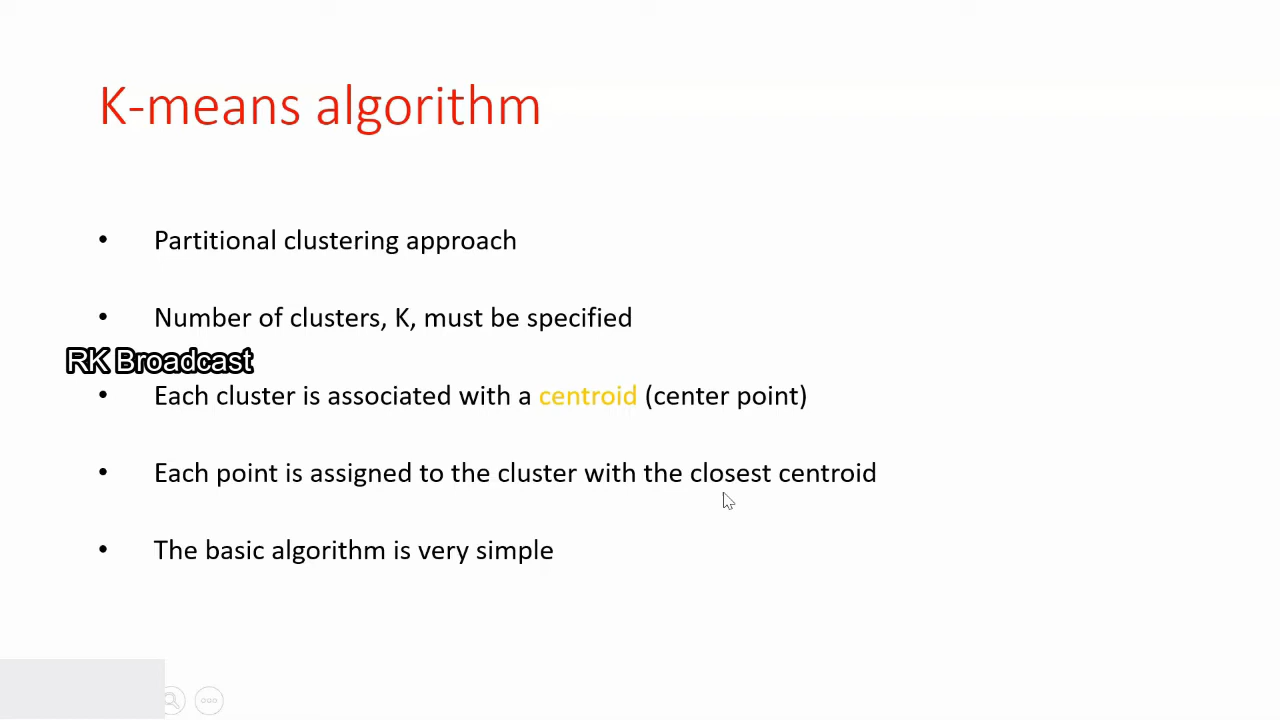 K-means algorithm
• Partitional clustering approach
• Number of clusters, K, must be specified
RK Broadcast
• Each cluster is associated with a centroid (center point)
• Each point is assigned to the cluster with the closest centroid
• The basic algorithm is very simple